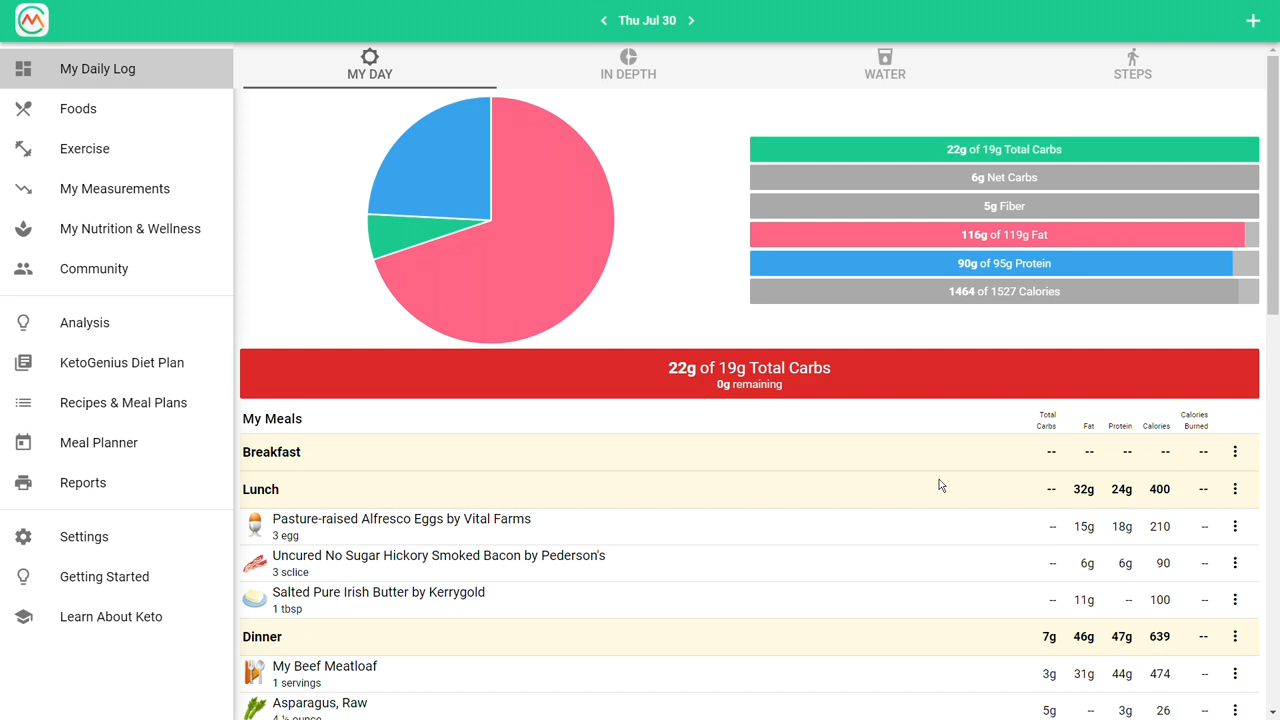 Thu Jul 30
My Daily Log
Foods
Exercise
My Measurements
My Nutrition & Wellness
Community
Analysis
KetoGenius Diet Plan
Recipes & Meal Plans
Meal Planner
Reports
Settings
Getting Started
Learn About Keto
MY DAY
IN DEPTH
WATER
STEPS
22g of 19g Total Carbs
6g Net Carbs
5g Fiber
116g of 119g Fat
90g of 95g Protein
1464 of 1527 Calories
22g of 19g Total Carbs
0g remaining
My Meals Total Carbs Fat Protein Calories Calories Burned
Breakfast -- -- -- -- --
Lunch -- 32g 24g 400 --
Pasture-raised Alfresco Eggs by Vital Farms
3 egg -- 15g 18g 210 --
Uncured No Sugar Hickory Smoked Bacon by Pederson's
3 sclice -- 6g 6g 90 --
Salted Pure Irish Butter by Kerrygold
1 tbsp -- 11g -- 100 --
Dinner 7g 46g 47g 639 --
My Beef Meatloaf
1 servings 3g 31g 44g 474 --
Asparagus, Raw
4 ½ ounce 5g -- 3g 26 --